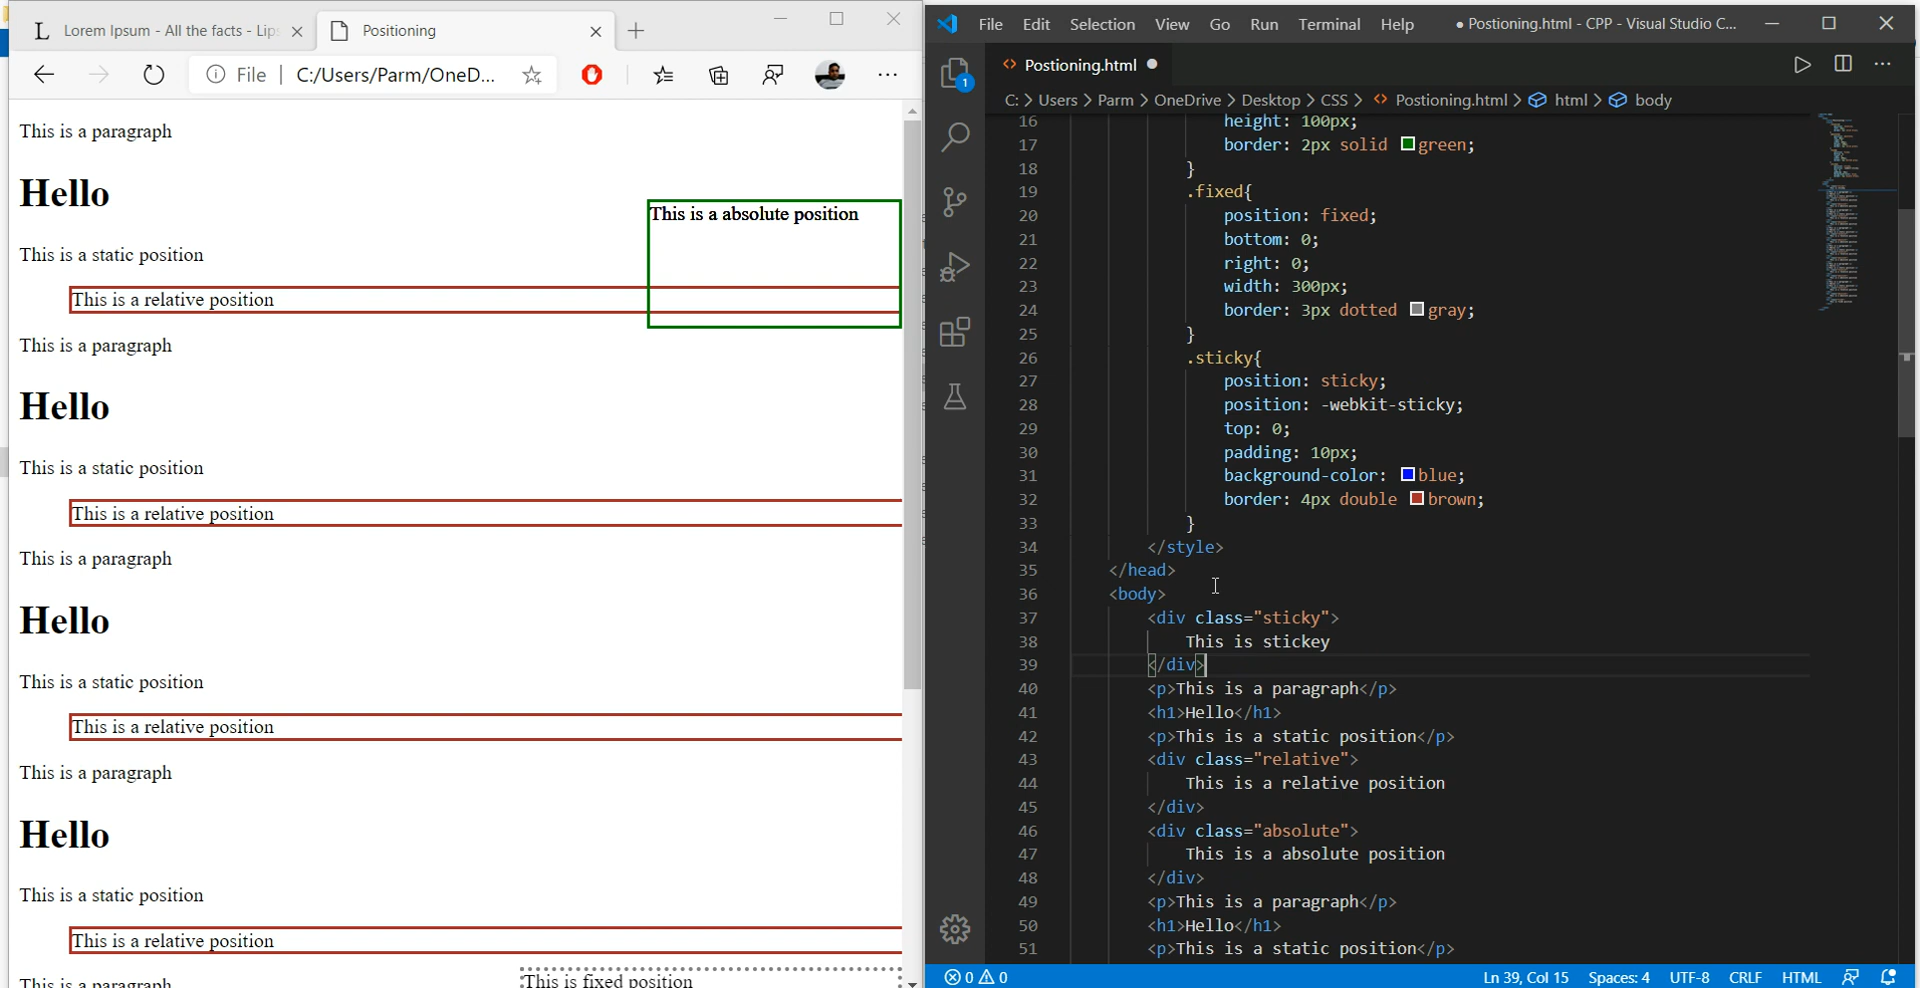 Lorem Ipsum - All the facts - Lip
Positioning
File
C:/Users/Parm/OneD...
This is a paragraph
Hello
This is a absolute position
This is a static position
This is a relative position
This is a paragraph
Hello
This is a static position
This is a relative position
This is a paragraph
Hello
This is a static position
This is a relative position
This is a paragraph
Hello
This is a static position
This is a relative position
This is a paragraph
This is fixed position
File Edit Selection View Go Run Terminal Help ● Postioning.html - CPP - Visual Studio C...
1
<> Postioning.html ●
C: > Users > Parm > OneDrive > Desktop > CSS > <> Postioning.html > html > body
16 height: 100px;
17 border: 2px solid green;
18 }
19 .fixed{
20 position: fixed;
21 bottom: 0;
22 right: 0;
23 width: 300px;
24 border: 3px dotted gray;
25 }
26 .sticky{
27 position: sticky;
28 position: -webkit-sticky;
29 top: 0;
30 padding: 10px;
31 background-color: blue;
32 border: 4px double brown;
33 }
34 </style>
35 </head>
36 <body>
37 <div class="sticky">
38 This is stickey
39 </div>
40 <p>This is a paragraph</p>
41 <h1>Hello</h1>
42 <p>This is a static position</p>
43 <div class="relative">
44 This is a relative position
45 </div>
46 <div class="absolute">
47 This is a absolute position
48 </div>
49 <p>This is a paragraph</p>
50 <h1>Hello</h1>
51 <p>This is a static position</p>
0 0
Ln 39, Col 15 Spaces: 4 UTF-8 CRLF HTML